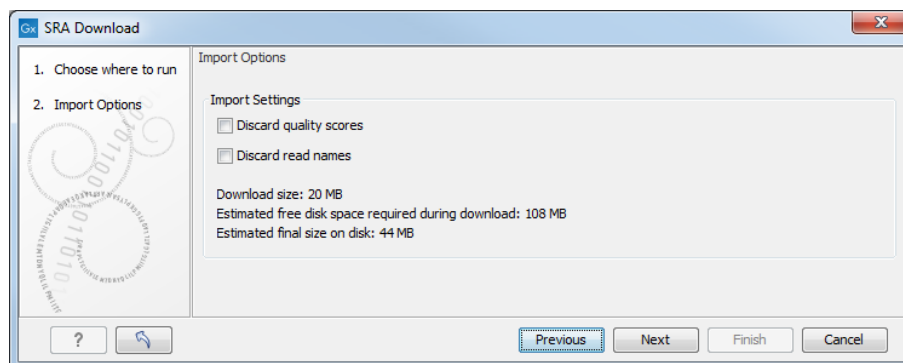 Gx SRA Download
1. Choose where to run
2. Import Options
Import Options
Import Settings
Discard quality scores
Discard read names
Download size: 20 MB
Estimated free disk space required during download: 108 MB
Estimated final size on disk: 44 MB
?
Previous
Next
Finish
Cancel